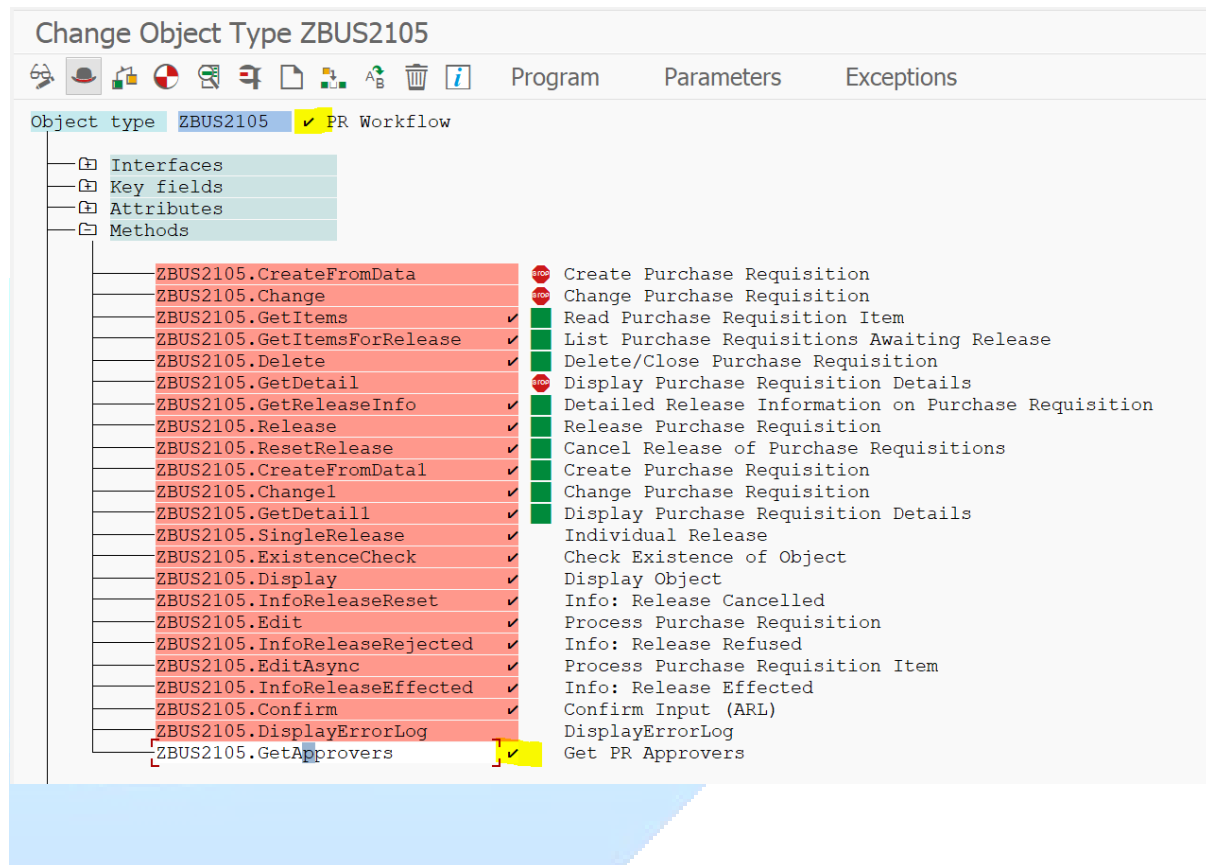 Change Object Type ZBUS2105
Program Parameters Exceptions
Object type ZBUS2105 ✔ PR Workflow
Interfaces
Key fields
Attributes
Methods
ZBUS2105.CreateFromData STOP Create Purchase Requisition
ZBUS2105.Change STOP Change Purchase Requisition
ZBUS2105.GetItems ✔ Read Purchase Requisition Item
ZBUS2105.GetItemsForRelease ✔ List Purchase Requisitions Awaiting Release
ZBUS2105.Delete ✔ Delete/Close Purchase Requisition
ZBUS2105.GetDetail STOP Display Purchase Requisition Details
ZBUS2105.GetReleaseInfo ✔ Detailed Release Information on Purchase Requisition
ZBUS2105.Release ✔ Release Purchase Requisition
ZBUS2105.ResetRelease ✔ Cancel Release of Purchase Requisitions
ZBUS2105.CreateFromData1 ✔ Create Purchase Requisition
ZBUS2105.Change1 ✔ Change Purchase Requisition
ZBUS2105.GetDetail1 ✔ Display Purchase Requisition Details
ZBUS2105.SingleRelease ✔ Individual Release
ZBUS2105.ExistenceCheck ✔ Check Existence of Object
ZBUS2105.Display ✔ Display Object
ZBUS2105.InfoReleaseReset ✔ Info: Release Cancelled
ZBUS2105.Edit ✔ Process Purchase Requisition
ZBUS2105.InfoReleaseRejected ✔ Info: Release Refused
ZBUS2105.EditAsync ✔ Process Purchase Requisition Item
ZBUS2105.InfoReleaseEffected ✔ Info: Release Effected
ZBUS2105.Confirm ✔ Confirm Input (ARL)
ZBUS2105.DisplayErrorLog DisplayErrorLog
ZBUS2105.GetApprovers ✔ Get PR Approvers